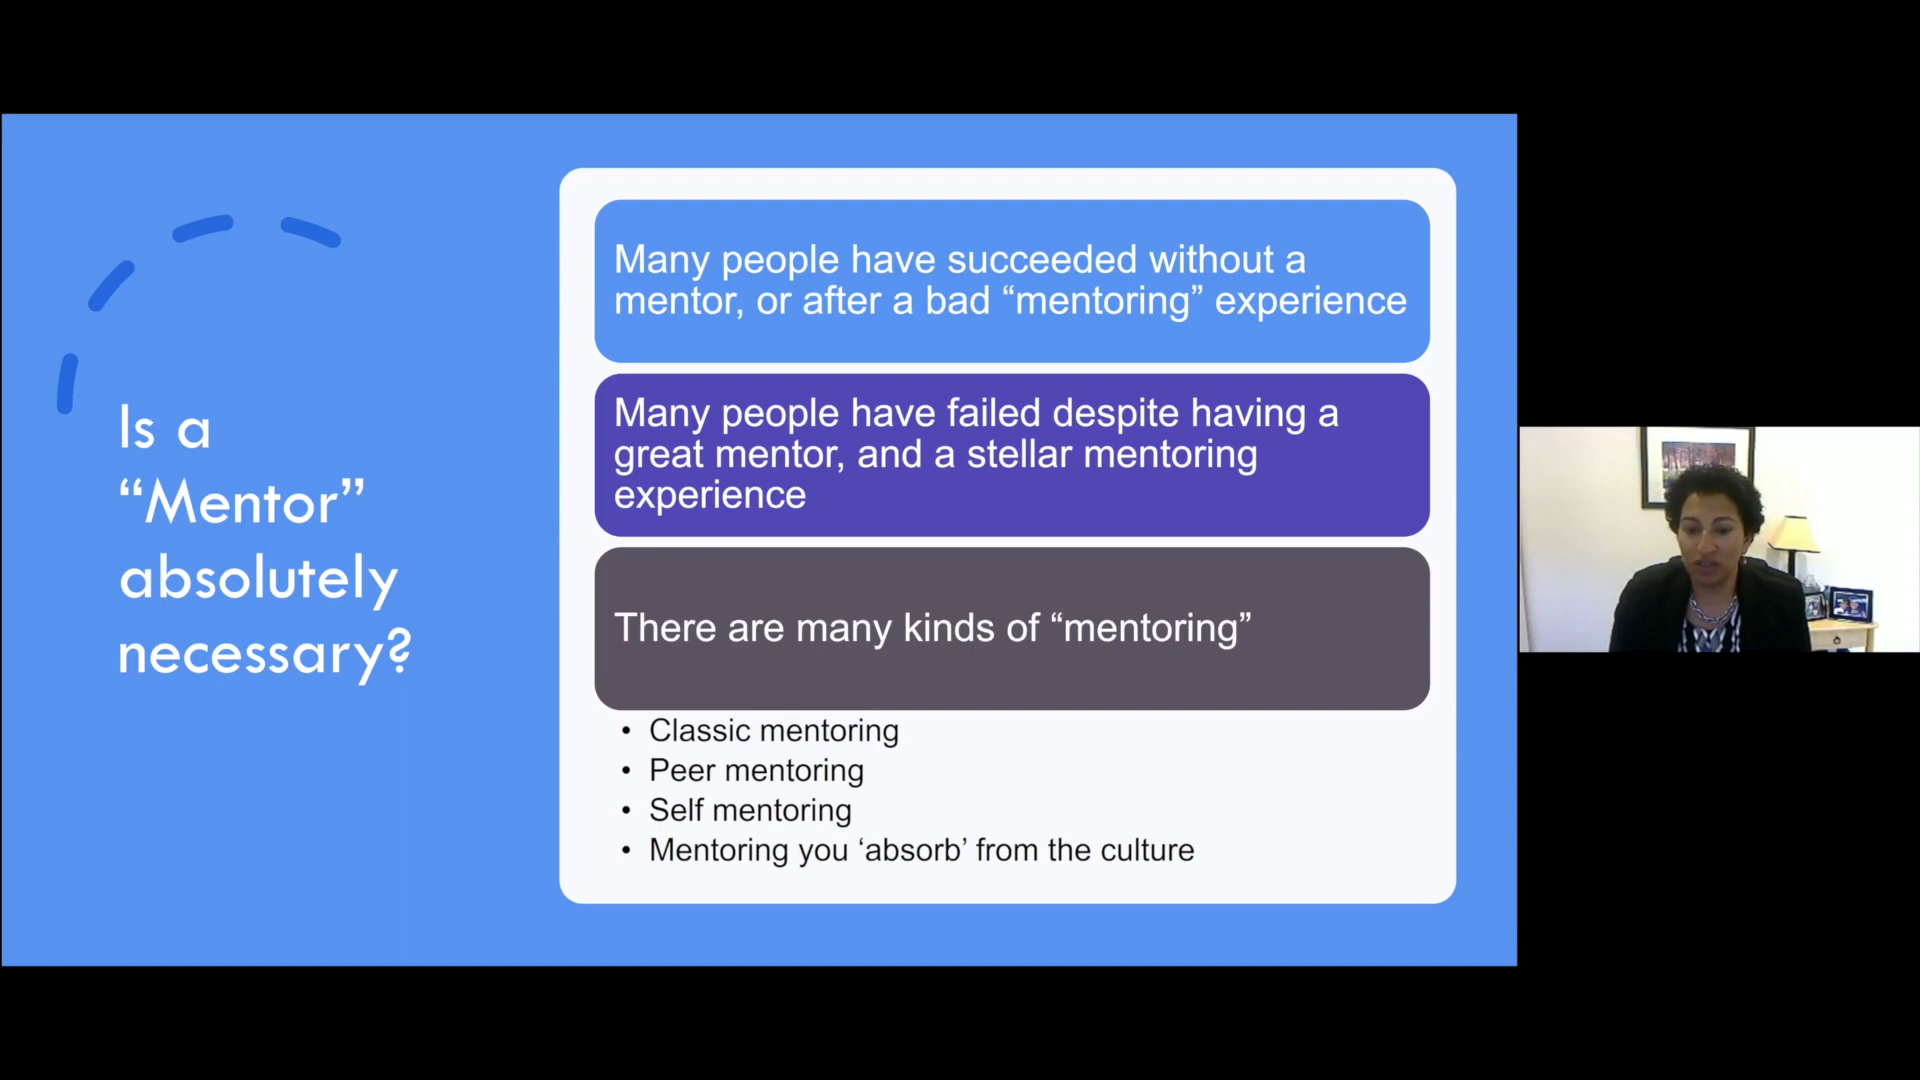 Is a
“Mentor”
absolutely
necessary?
Many people have succeeded without a
mentor, or after a bad “mentoring” experience
Many people have failed despite having a
great mentor, and a stellar mentoring
experience
There are many kinds of “mentoring”
• Classic mentoring
• Peer mentoring
• Self mentoring
• Mentoring you ‘absorb’ from the culture